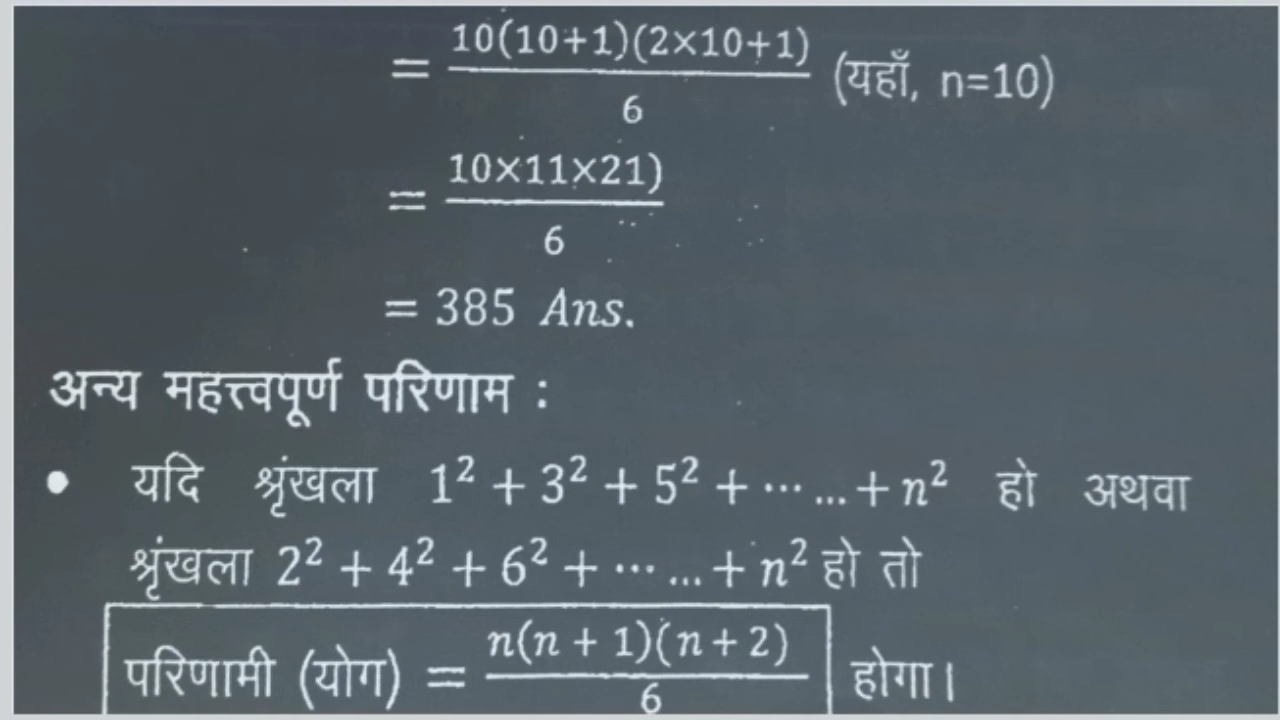 = 10(10+1)(2×10+1)/6 (यहाँ, n=10)
= 10×11×21)/6
= 385 Ans.
अन्य महत्त्वपूर्ण परिणाम :
• यदि श्रृंखला 1² + 3² + 5² + ⋯ ... + n² हो अथवा
श्रृंखला 2² + 4² + 6² + ⋯ ... + n² हो तो
परिणामी (योग) = n(n + 1)(n + 2)/6 होगा।